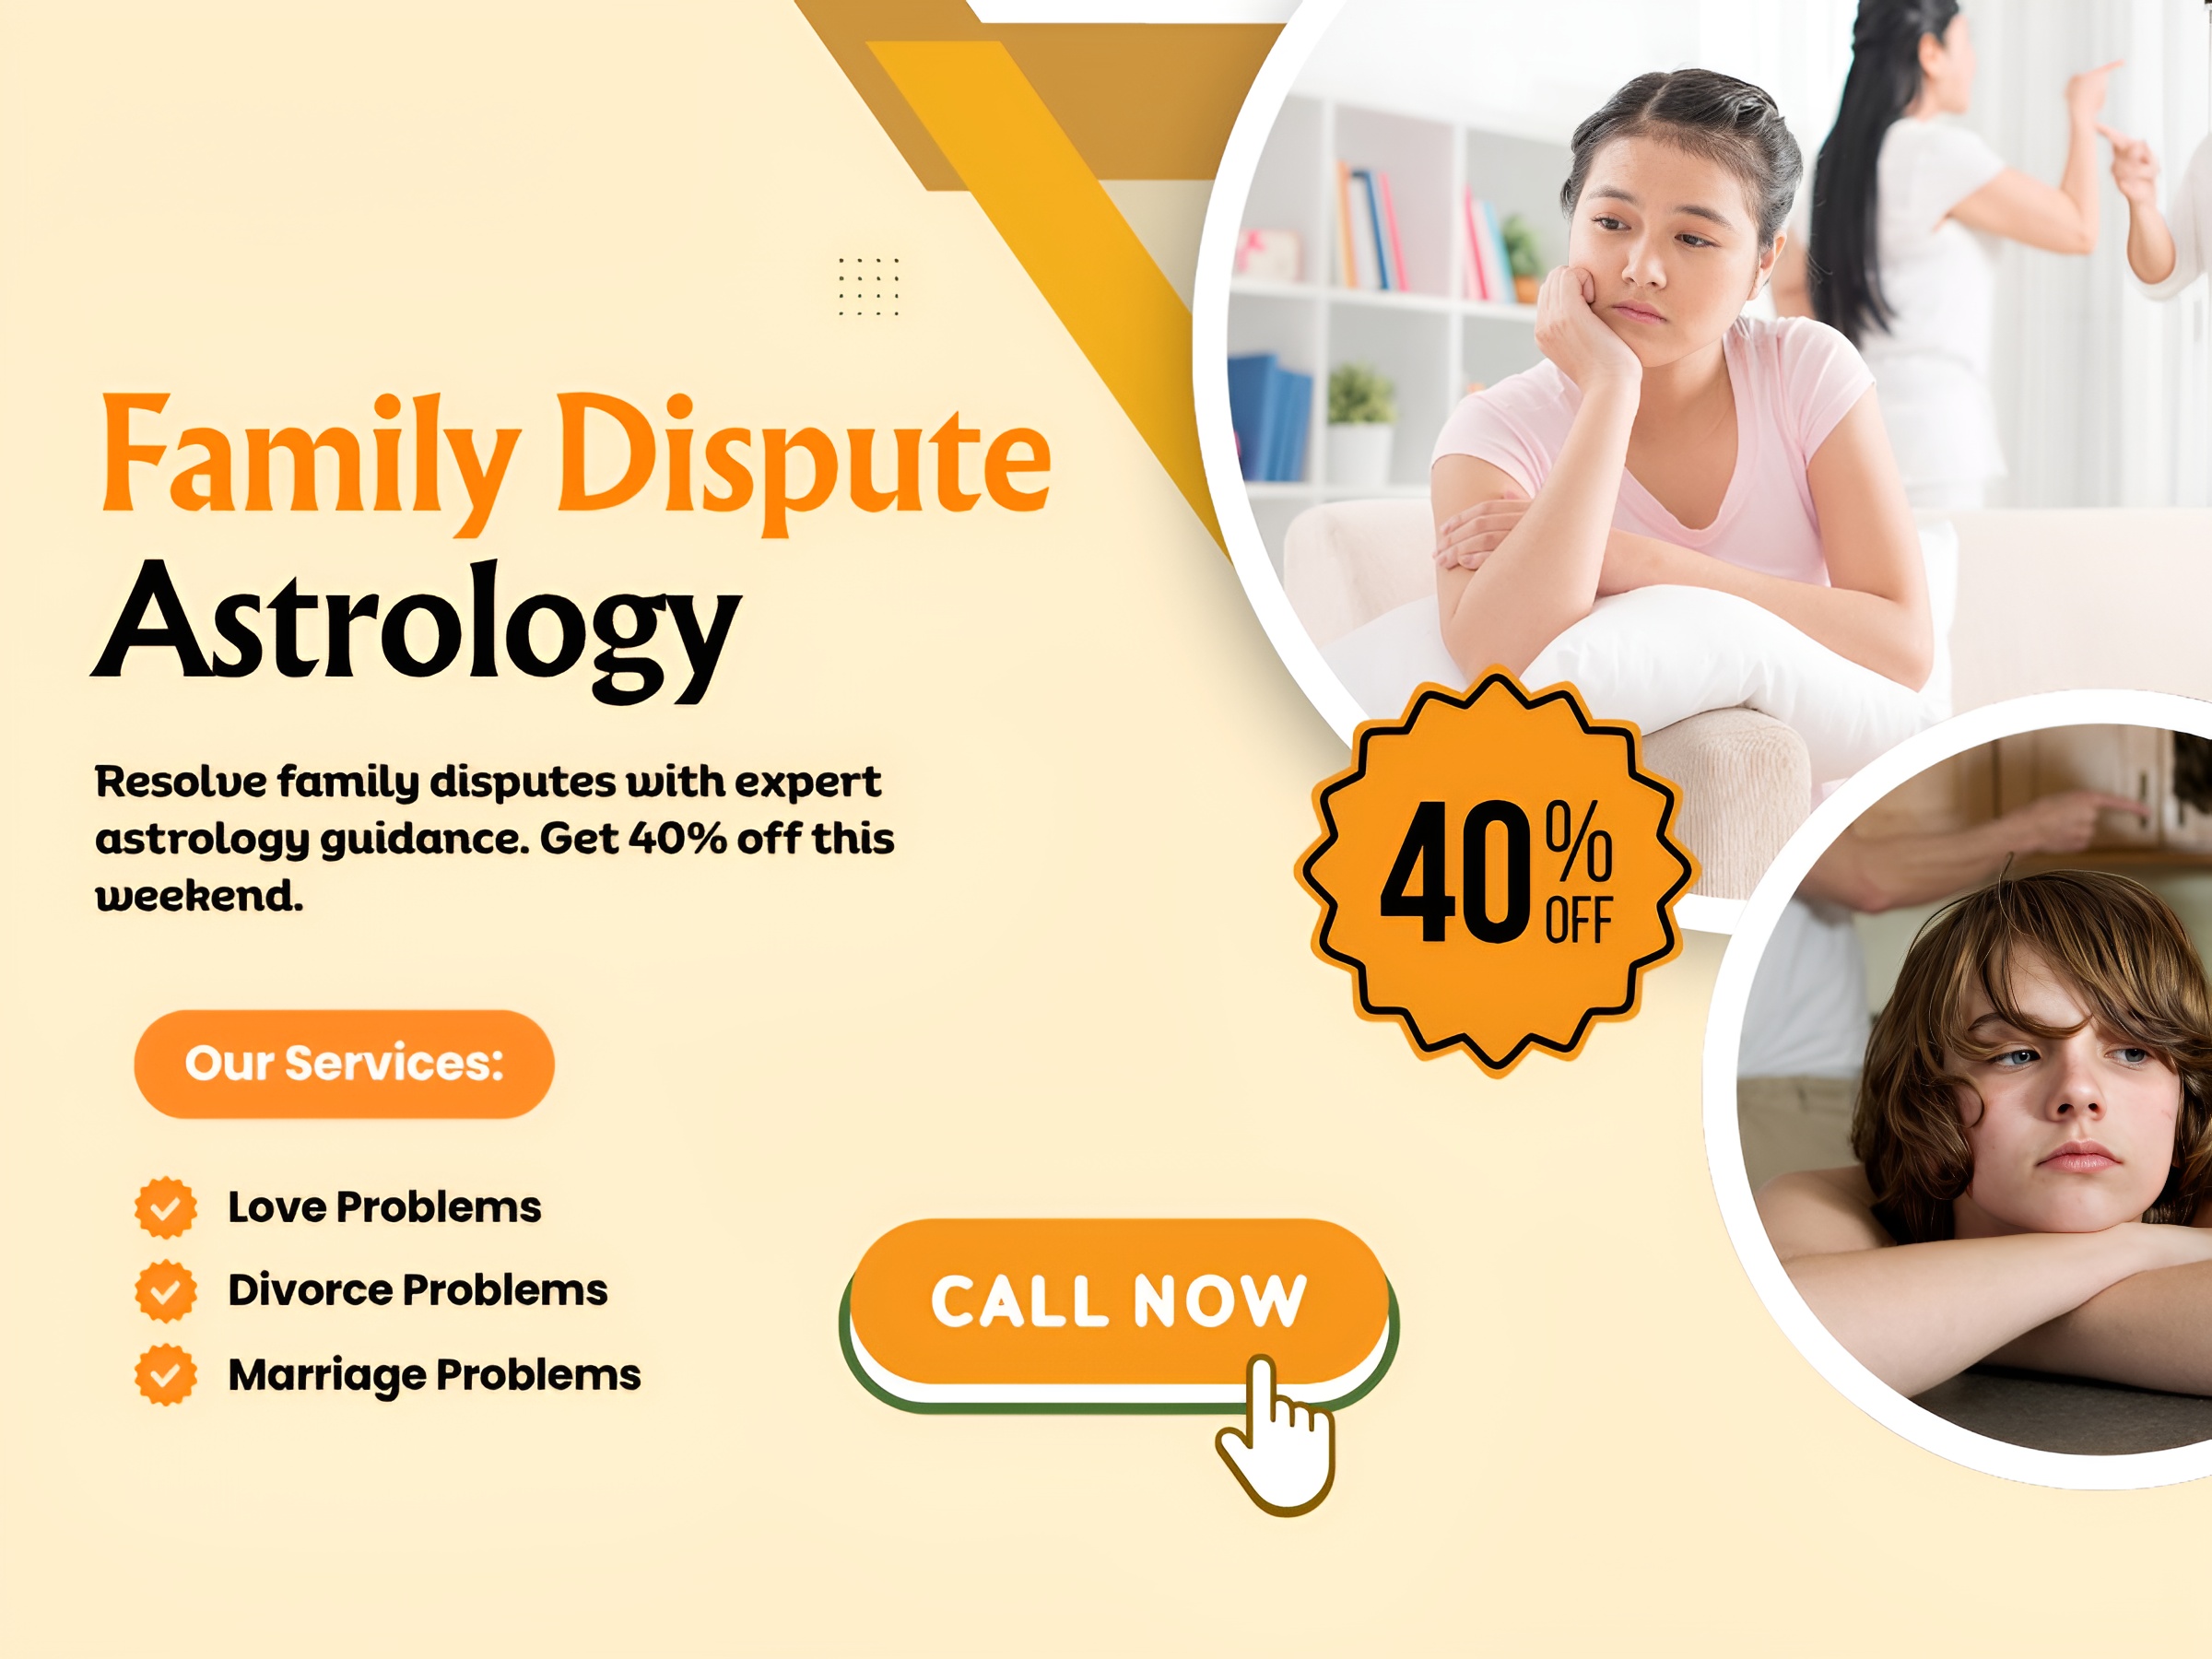 Family Dispute
Astrology
Resolve family disputes with expert
astrology guidance. Get 40% off this
weekend.
40% OFF
Our Services:
Love Problems
Divorce Problems
Marriage Problems
CALL NOW